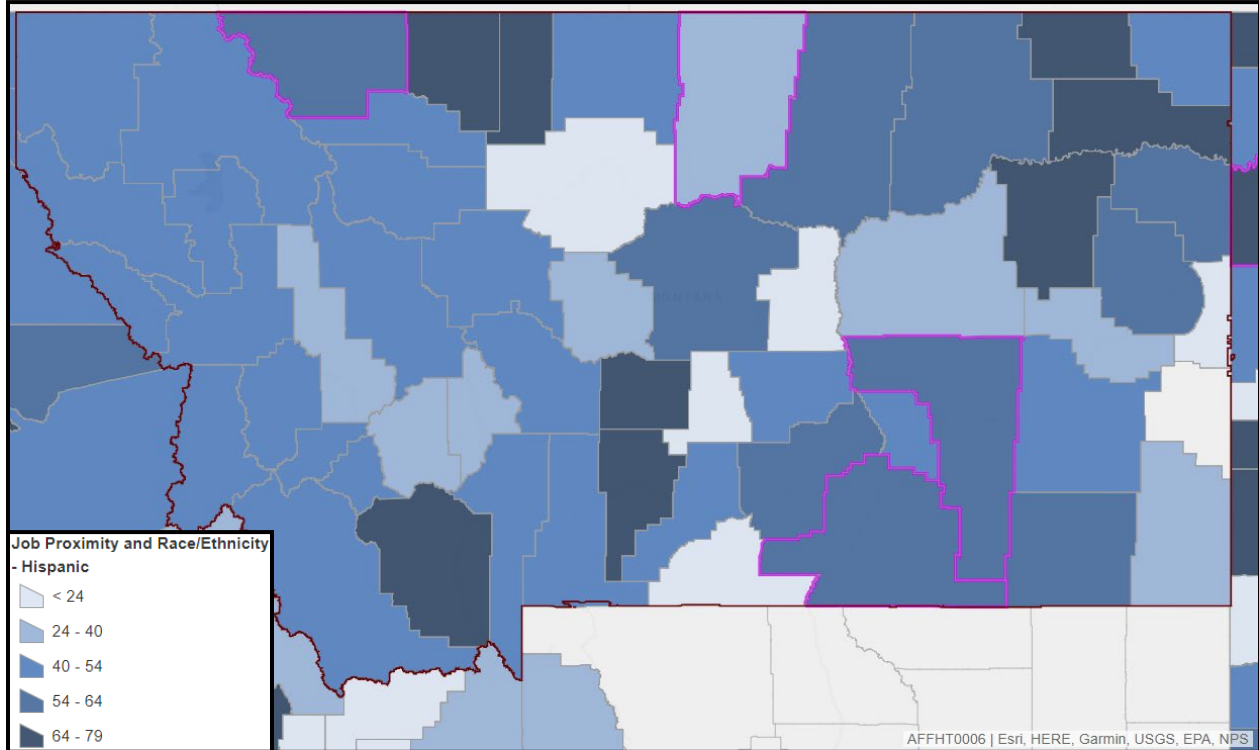 MONTANA
Job Proximity and Race/Ethnicity
- Hispanic
< 24
24 - 40
40 - 54
54 - 64
64 - 79
AFFHT0006 | Esri, HERE, Garmin, USGS, EPA, NPS